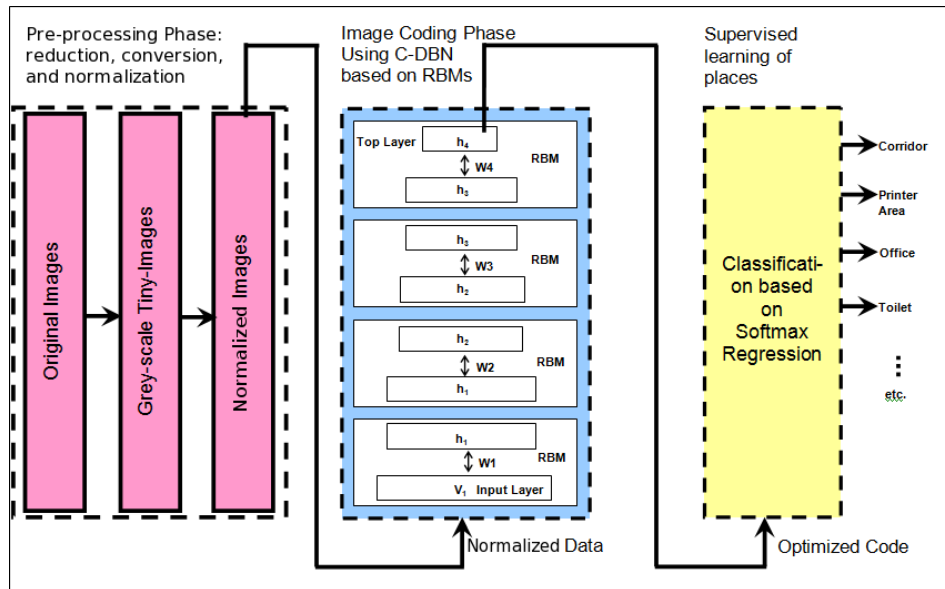 Pre-processing Phase:
reduction, conversion,
and normalization
Original Images
Grey-scale Tiny-Images
Normalized Images
Image Coding Phase
Using C-DBN
based on RBMs
Top Layer
h₄
RBM
W4
h₃
h₃
RBM
W3
h₂
h₂
RBM
W2
h₁
h₁
RBM
W1
V₁ Input Layer
Normalized Data
Supervised
learning of
places
Classificati-
on based
on
Softmax
Regression
Corridor
Printer
Area
Office
Toilet
⋮
etc.
Optimized Code